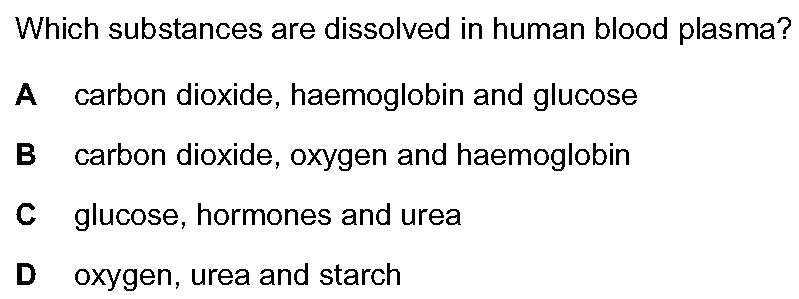 Which substances are dissolved in human blood plasma?
A carbon dioxide, haemoglobin and glucose
B carbon dioxide, oxygen and haemoglobin
C glucose, hormones and urea
D oxygen, urea and starch